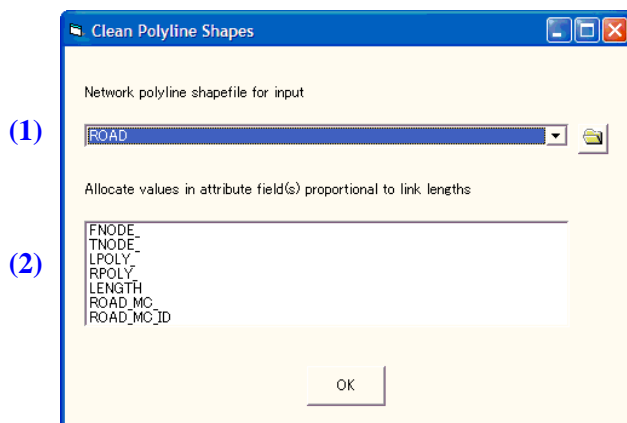 Clean Polyline Shapes
Network polyline shapefile for input
(1)
ROAD
Allocate values in attribute field(s) proportional to link lengths
(2)
FNODE_
TNODE_
LPOLY_
RPOLY_
LENGTH
ROAD_MC_
ROAD_MC_ID
OK